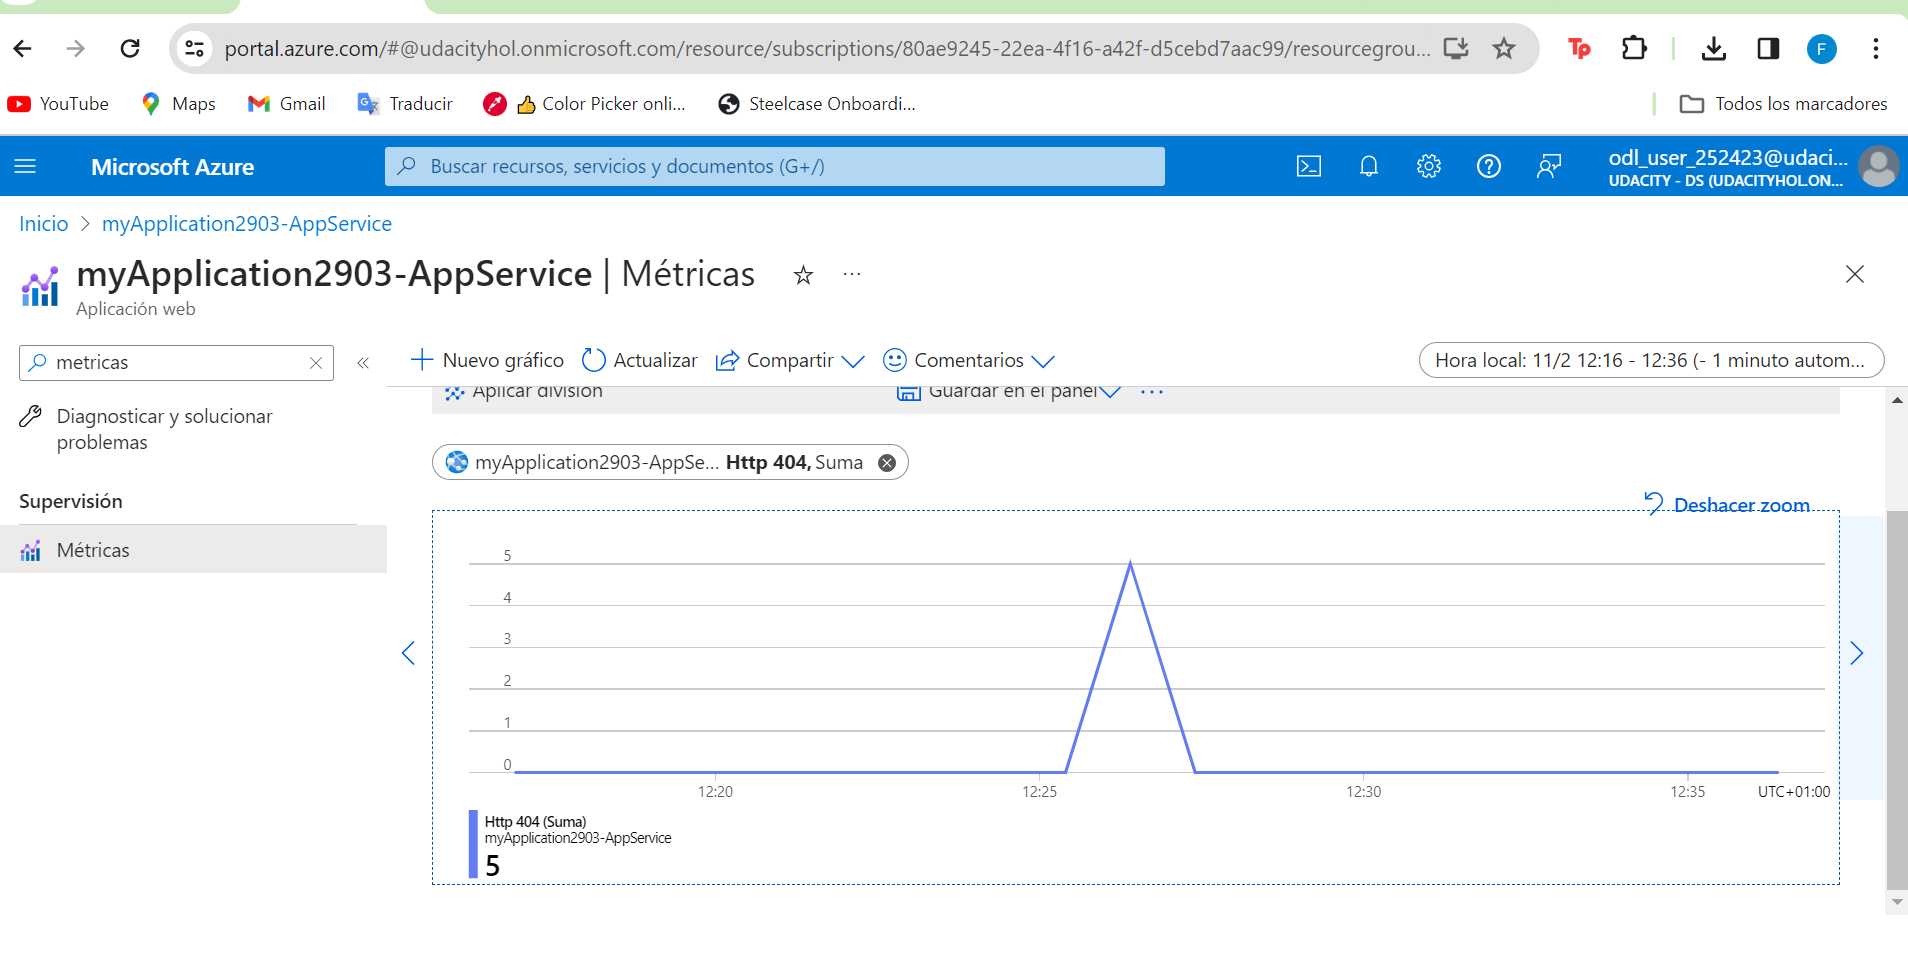 portal.azure.com/#@udacityhol.onmicrosoft.com/resource/subscriptions/80ae9245-22ea-4f16-a42f-d5cebd7aac99/resourcegrou...
Tp
F
YouTube
Maps
Gmail
Traducir
👍 Color Picker onli...
Steelcase Onboardi...
Todos los marcadores
Microsoft Azure
Buscar recursos, servicios y documentos (G+/)
odl_user_252423@udaci...
UDACITY - DS (UDACITYHOL.ON...
Inicio > myApplication2903-AppService
myApplication2903-AppService | Métricas
Aplicación web
metricas
Diagnosticar y solucionar
problemas
Supervisión
Métricas
Nuevo gráfico
Actualizar
Compartir
Comentarios
Hora local: 11/2 12:16 - 12:36 (- 1 minuto autom...
Aplicar división
Guardar en el panel
myApplication2903-AppSe... Http 404, Suma
Deshacer zoom
5
4
3
2
1
0
12:20
12:25
12:30
12:35
UTC+01:00
Http 404 (Suma)
myApplication2903-AppService
5